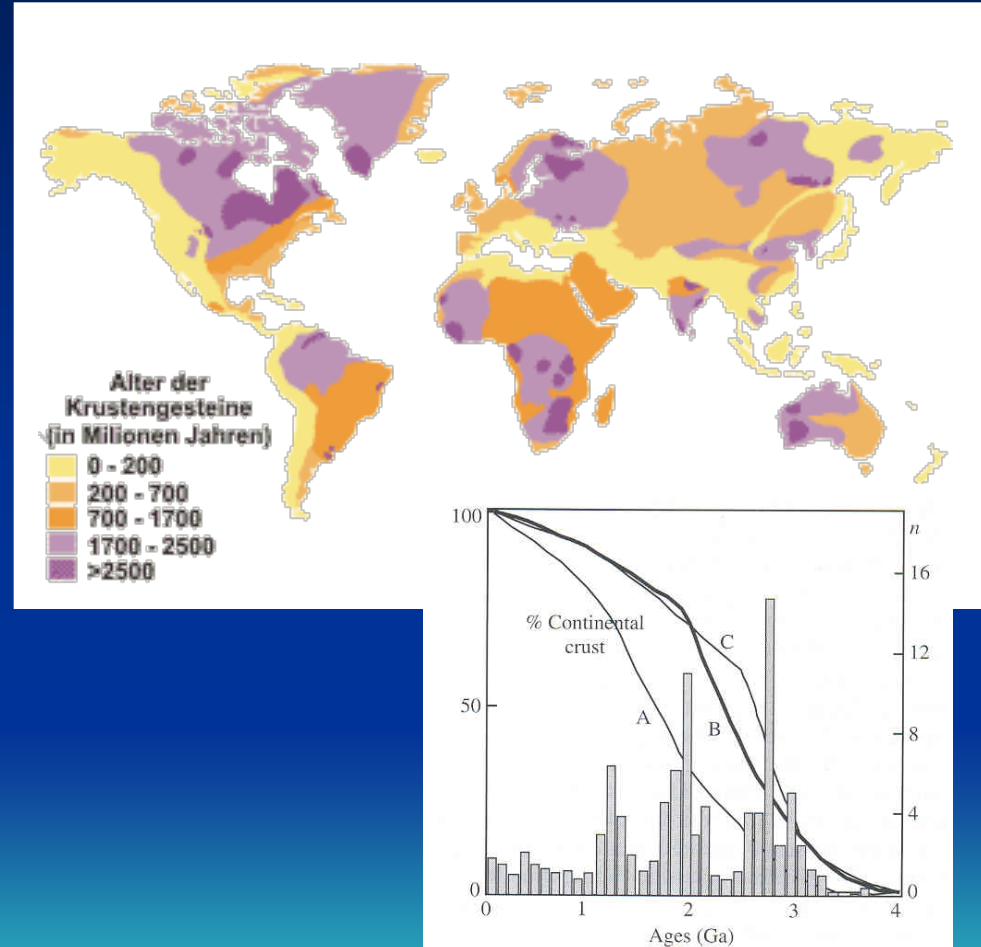 Alter der
Krustengesteine
(in Milionen Jahren)
0 - 200
200 - 700
700 - 1700
1700 - 2500
>2500
100
50
0
% Continental
crust
A
B
C
n
16
12
8
4
0
0
1
2
3
4
Ages (Ga)